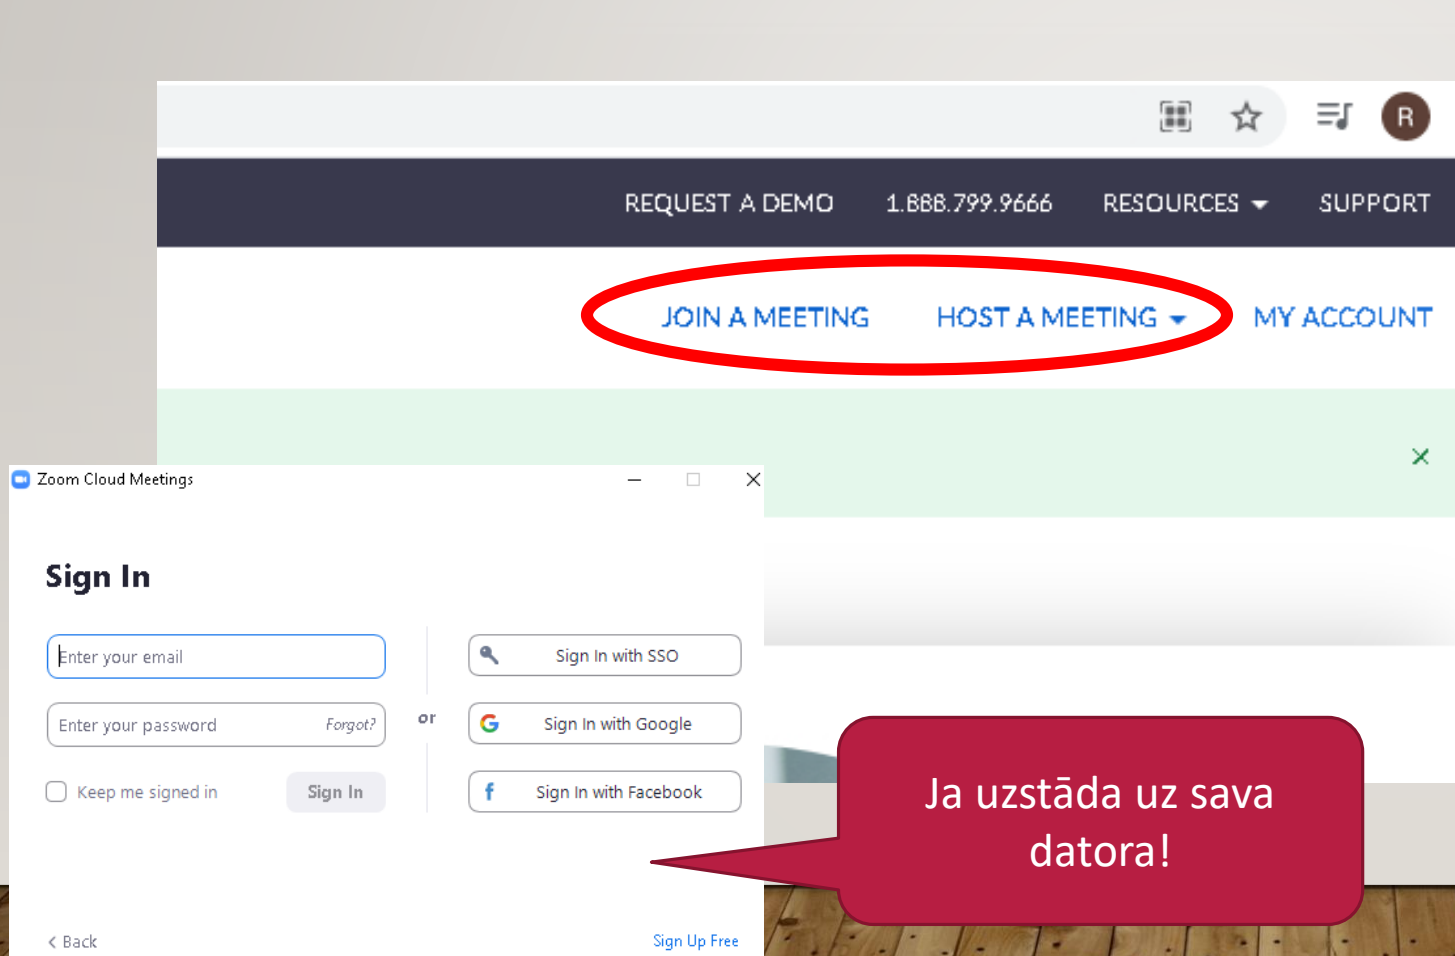 R
REQUEST A DEMO 1.888.799.9666 RESOURCES SUPPORT
JOIN A MEETING HOST A MEETING MY ACCOUNT
Zoom Cloud Meetings
Sign In
Enter your email
Enter your password Forgot?
Keep me signed in Sign In
or
Sign In with SSO
Sign In with Google
Sign In with Facebook
< Back
Sign Up Free
Ja uzstāda uz sava
datora!